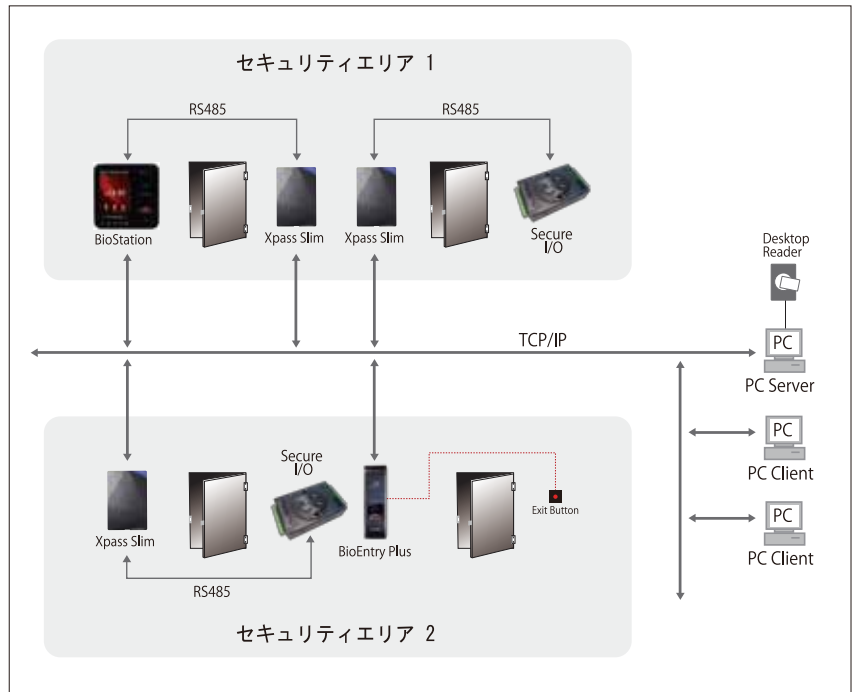 セキュリティエリア 1
RS485
RS485
BioStation
Xpass Slim
Xpass Slim
Secure
I/O
Desktop
Reader
TCP/IP
PC
PC Server
PC
PC Client
PC
PC Client
Secure
I/O
Xpass Slim
BioEntry Plus
Exit Button
RS485
セキュリティエリア 2